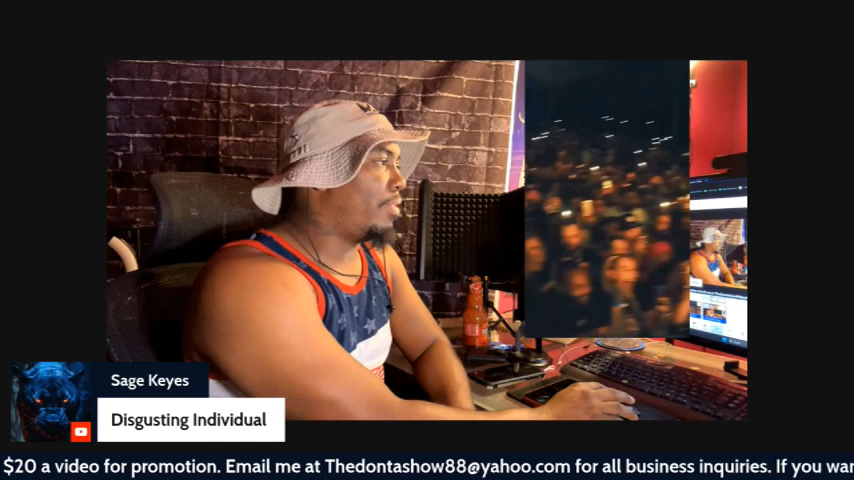 Sage Keyes
Disgusting Individual
$20 a video for promotion. Email me at Thedontashow88@yahoo.com for all business inquiries. If you wan